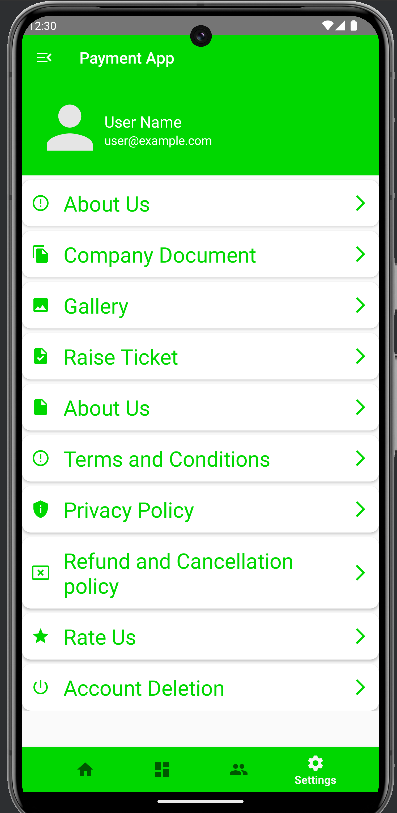 12:30
Payment App
User Name
user@example.com
About Us
Company Document
Gallery
Raise Ticket
About Us
Terms and Conditions
Privacy Policy
Refund and Cancellation
policy
Rate Us
Account Deletion
Settings